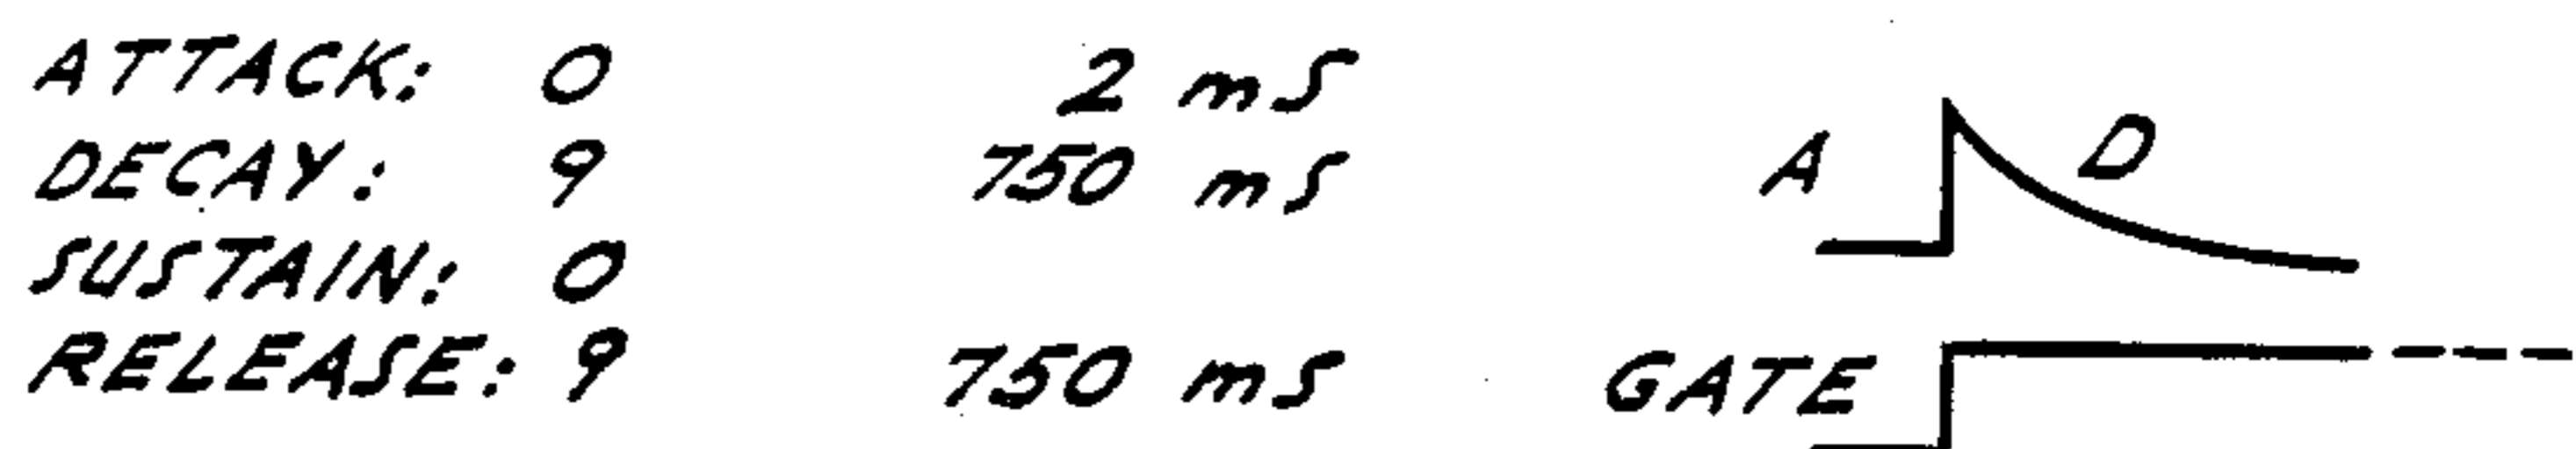 ATTACK: 0 2 mS
DECAY: 9 750 mS
SUSTAIN: 0
RELEASE: 9 750 mS
A D
GATE